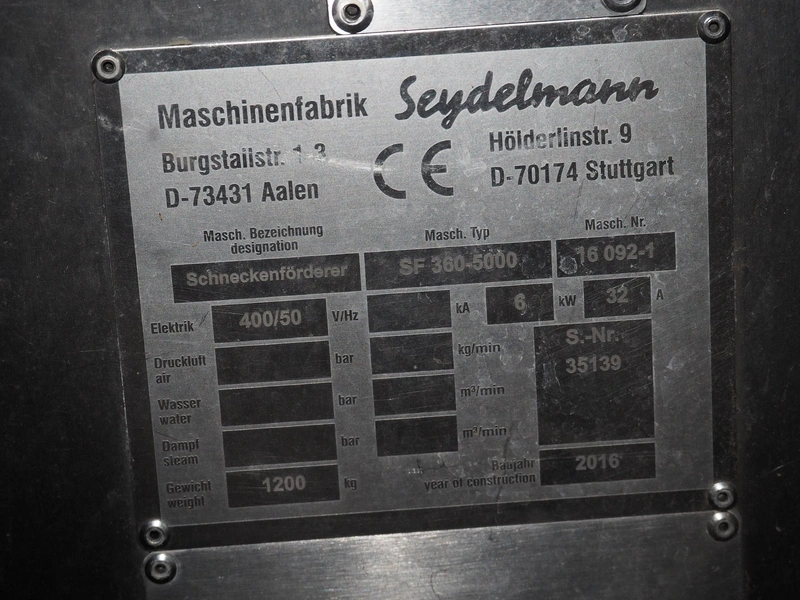 Maschinenfabrik Seydelmann
Burgstallstr. 1-3
D-73431 Aalen
CE
Hölderlinstr. 9
D-70174 Stuttgart
Masch. Bezeichnung
designation
Masch. Typ
Masch. Nr.
Schneckenförderer
SF 360-5000
16 092-1
Elektrik 400/50 V/Hz kA 6 kW 32 A
Druckluft
air
bar kg/min
S.-Nr.
35139
Wasser
water
bar m³/min
Dampf
steam
bar m³/min
Gewicht
weight
1200 kg
Baujahr
year of construction
2016